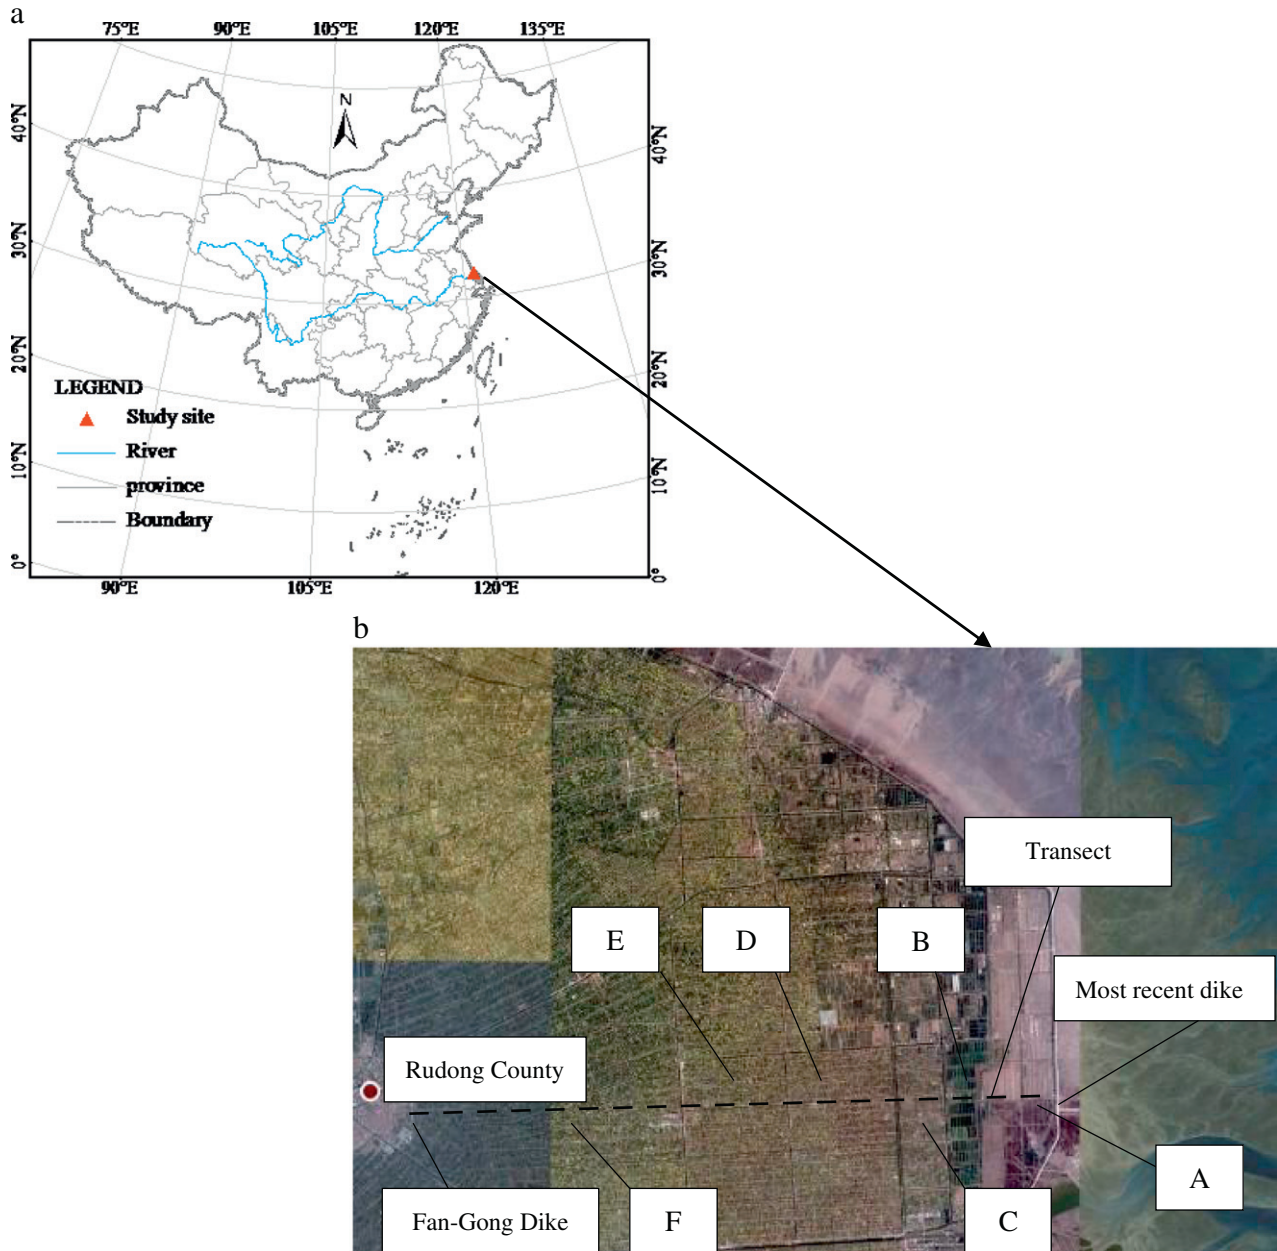 a
75°E 90°E 105°E 120°E 135°E
N
40°N 40°N
30°N 30°N
20°N 20°N
10°N 10°N
0° 0°
LEGEND
Study site
River
province
Boundary
90°E 105°E 120°E
b
Transect
E D B
Most recent dike
Rudong County
A
Fan-Gong Dike F C